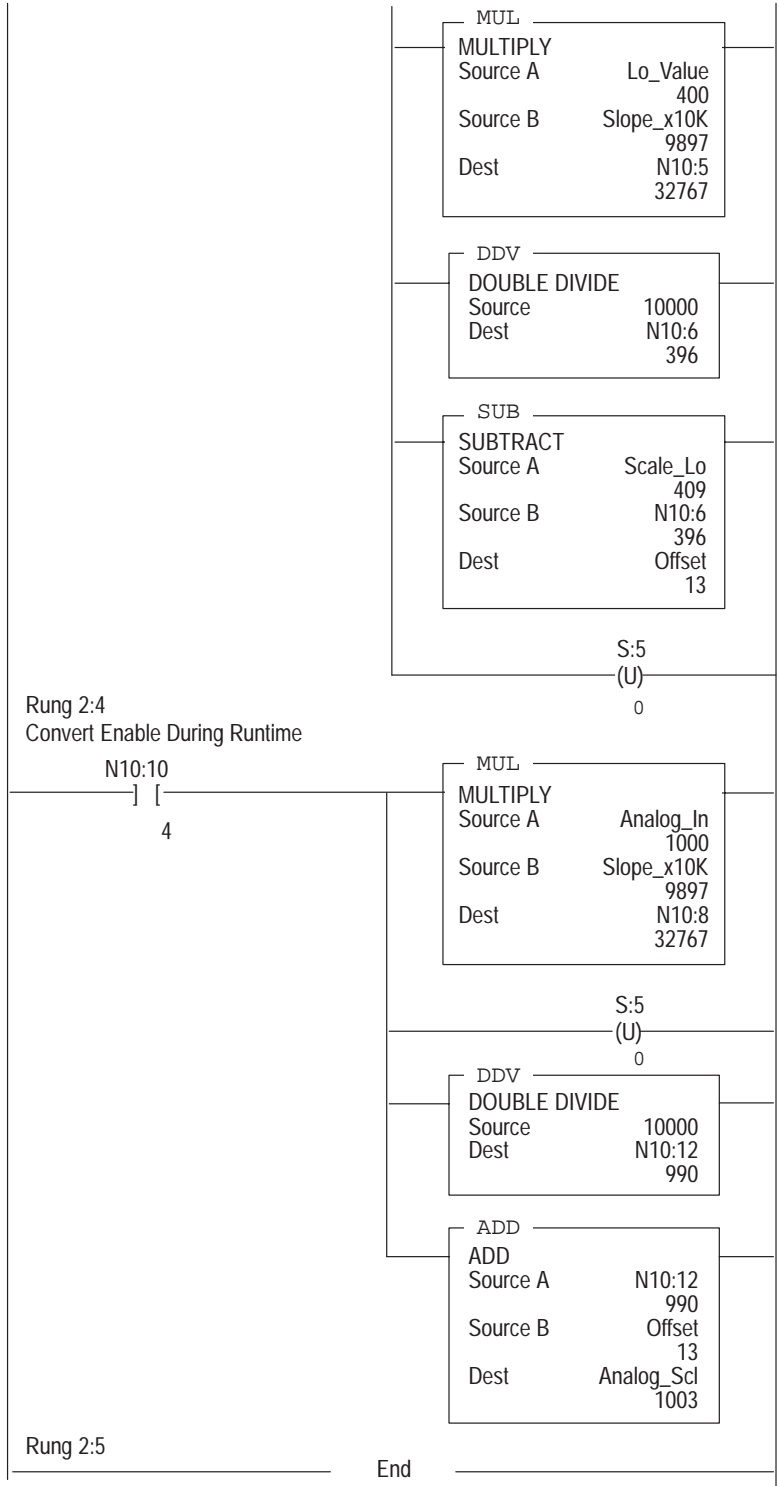 MUL
MULTIPLY
Source A Lo_Value
400
Source B Slope_x10K
9897
Dest N10:5
32767
DDV
DOUBLE DIVIDE
Source 10000
Dest N10:6
396
SUB
SUBTRACT
Source A Scale_Lo
409
Source B N10:6
396
Dest Offset
13
S:5
(U)
0
Rung 2:4
Convert Enable During Runtime
N10:10
] [
4
MUL
MULTIPLY
Source A Analog_In
1000
Source B Slope_x10K
9897
Dest N10:8
32767
S:5
(U)
0
DDV
DOUBLE DIVIDE
Source 10000
Dest N10:12
990
ADD
ADD
Source A N10:12
990
Source B Offset
13
Dest Analog_Scl
1003
Rung 2:5
End